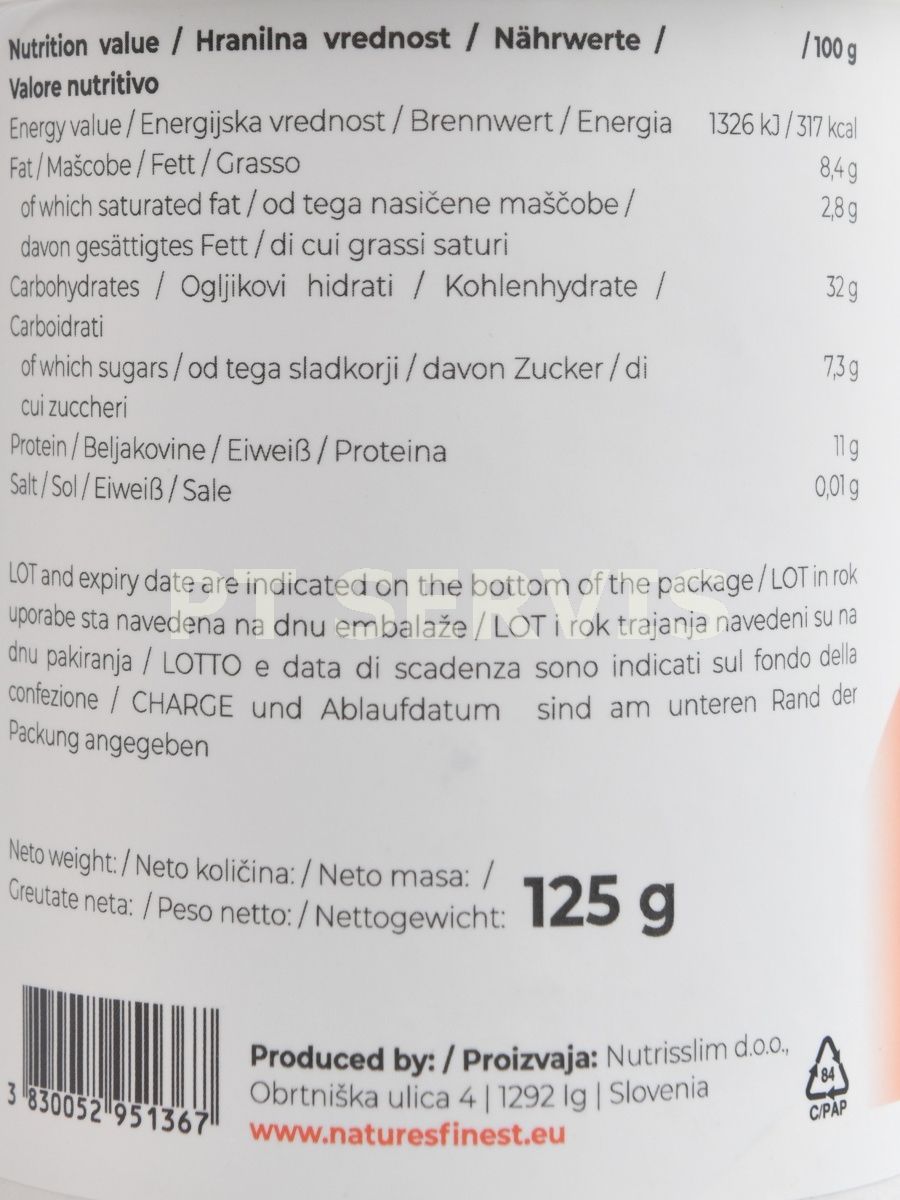 Nutrition value / Hranilna vrednost / Nährwerte / / 100 g
Valore nutritivo
Energy value / Energijska vrednost / Brennwert / Energia 1326 kJ / 317 kcal
Fat / Mašcobe / Fett / Grasso 8,4 g
of which saturated fat / od tega nasičene maščobe / 2,8 g
davon gesättigtes Fett / di cui grassi saturi
Carbohydrates / Ogljikovi hidrati / Kohlenhydrate / 32 g
Carboidrati
of which sugars / od tega sladkorji / davon Zucker / di 7,3 g
cui zuccheri
Protein / Beljakovine / Eiweiß / Proteina 11 g
Salt / Sol / Eiweiß / Sale 0,01 g
LOT and expiry date are indicated on the bottom of the package / LOT in rok
uporabe sta navedena na dnu embalaže / LOT i rok trajanja navedeni su na
dnu pakiranja / LOTTO e data di scadenza sono indicati sul fondo della
confezione / CHARGE und Ablaufdatum sind am unteren Rand der
Packung angegeben
PT SERVIS
Neto weight: / Neto količina: / Neto masa: /
Greutate neta: / Peso netto: / Nettogewicht: 125 g
3 830052 951367
Produced by: / Proizvaja: Nutrisslim d.o.o.,
Obrtniška ulica 4 | 1292 Ig | Slovenia
www.naturesfinest.eu
84
C/PAP